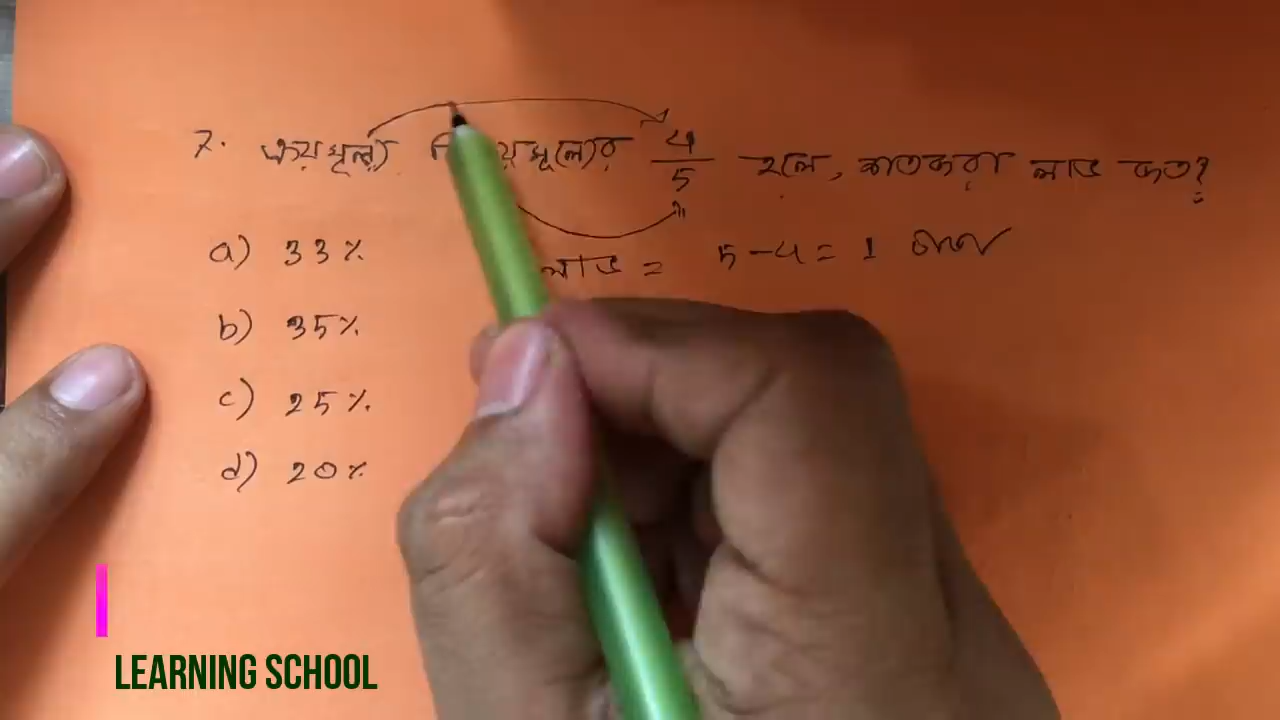 7. ক্রয়মূল্য বিক্রয়মূল্যের 4/5 হলে, শতকরা লাভ কত?
a) 33%
লাভ = 5-4 = 1 টাকা
b) 35%
c) 25%
d) 20%
LEARNING SCHOOL